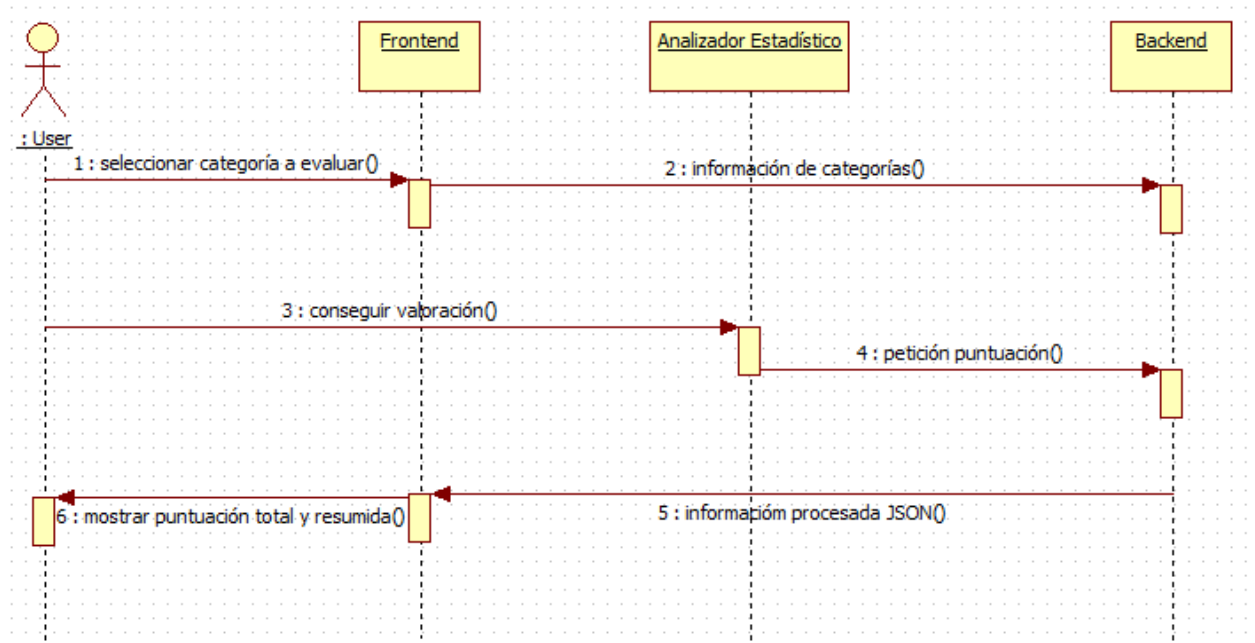 Frontend
Analizador Estadístico
Backend
: User
1 : seleccionar categoría a evaluar()
2 : información de categorías()
3 : conseguir valoración()
4 : petición puntuación()
5 : informacióm procesada JSON()
6 : mostrar puntuación total y resumida()